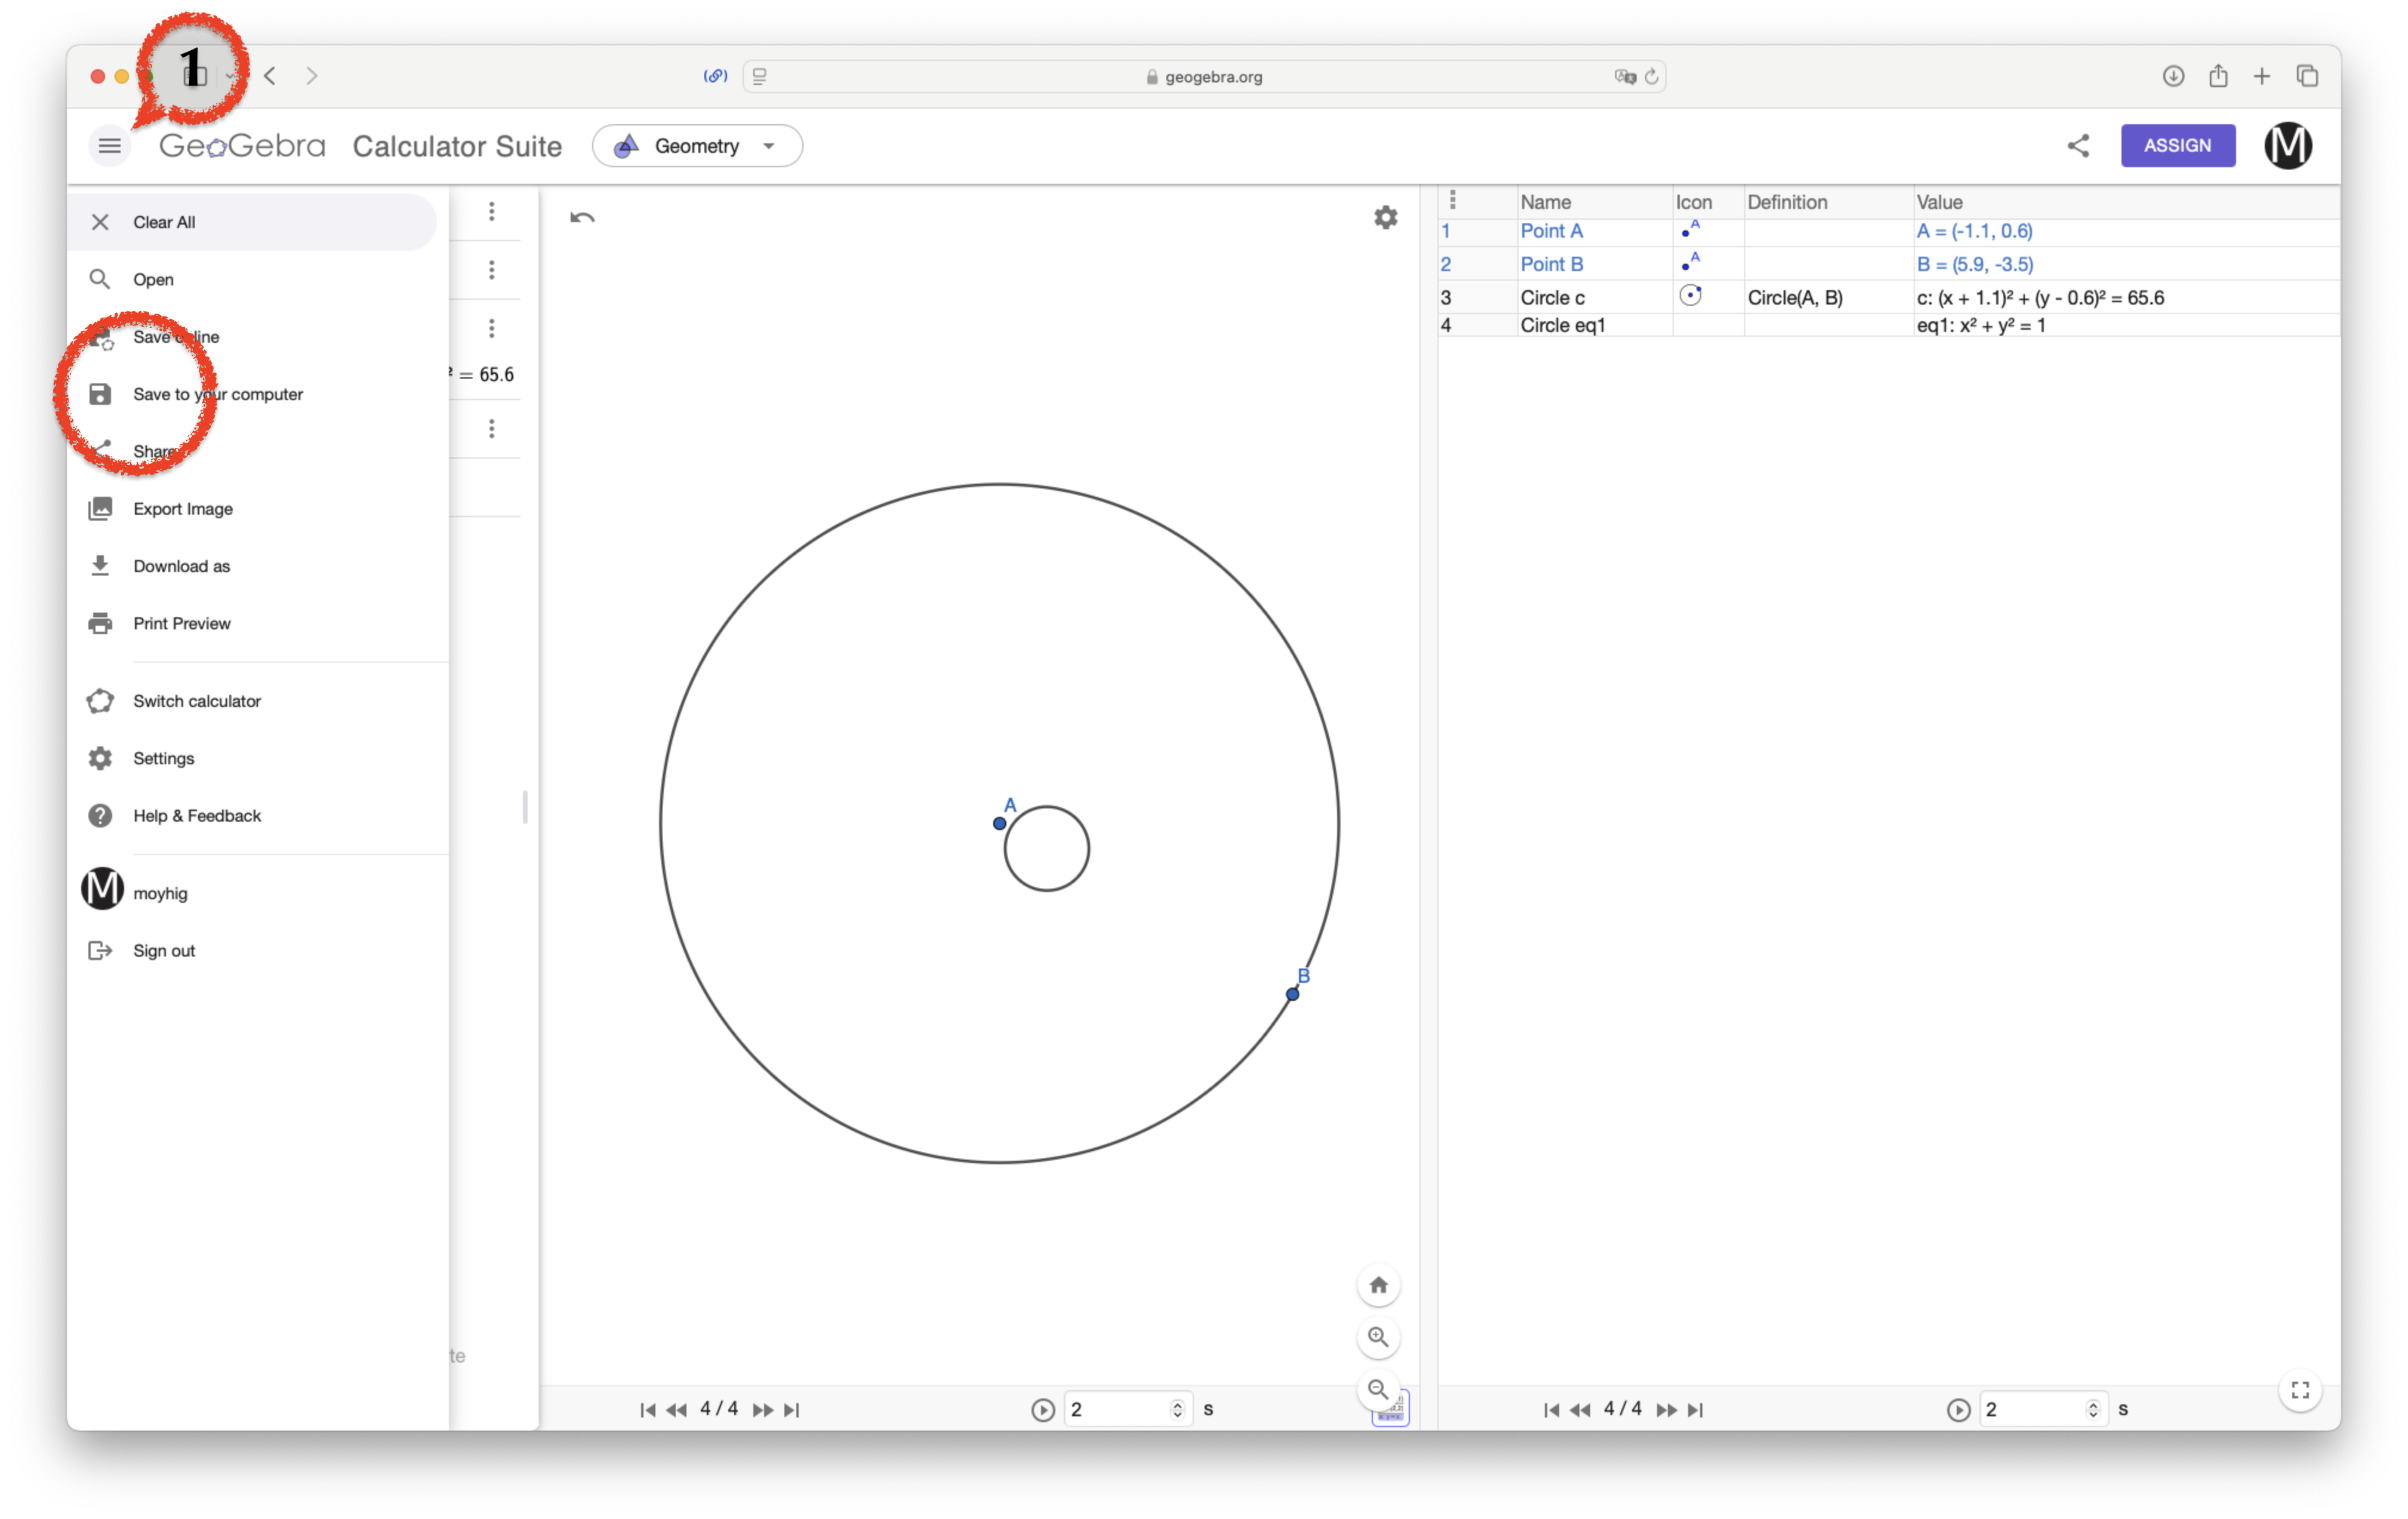 1
geogebra.org
GeoGebra Calculator Suite Geometry ASSIGN M
Clear All
Open
Save online
Save to your computer
Share
Export Image
Download as
Print Preview
Switch calculator
Settings
Help & Feedback
M moyhig
Sign out
² = 65.6
te
A
B
4 / 4 2 s
Name Icon Definition Value
1 Point A A A = (-1.1, 0.6)
2 Point B A B = (5.9, -3.5)
3 Circle c Circle(A, B) c: (x + 1.1)² + (y - 0.6)² = 65.6
4 Circle eq1 eq1: x² + y² = 1
4 / 4 2 s